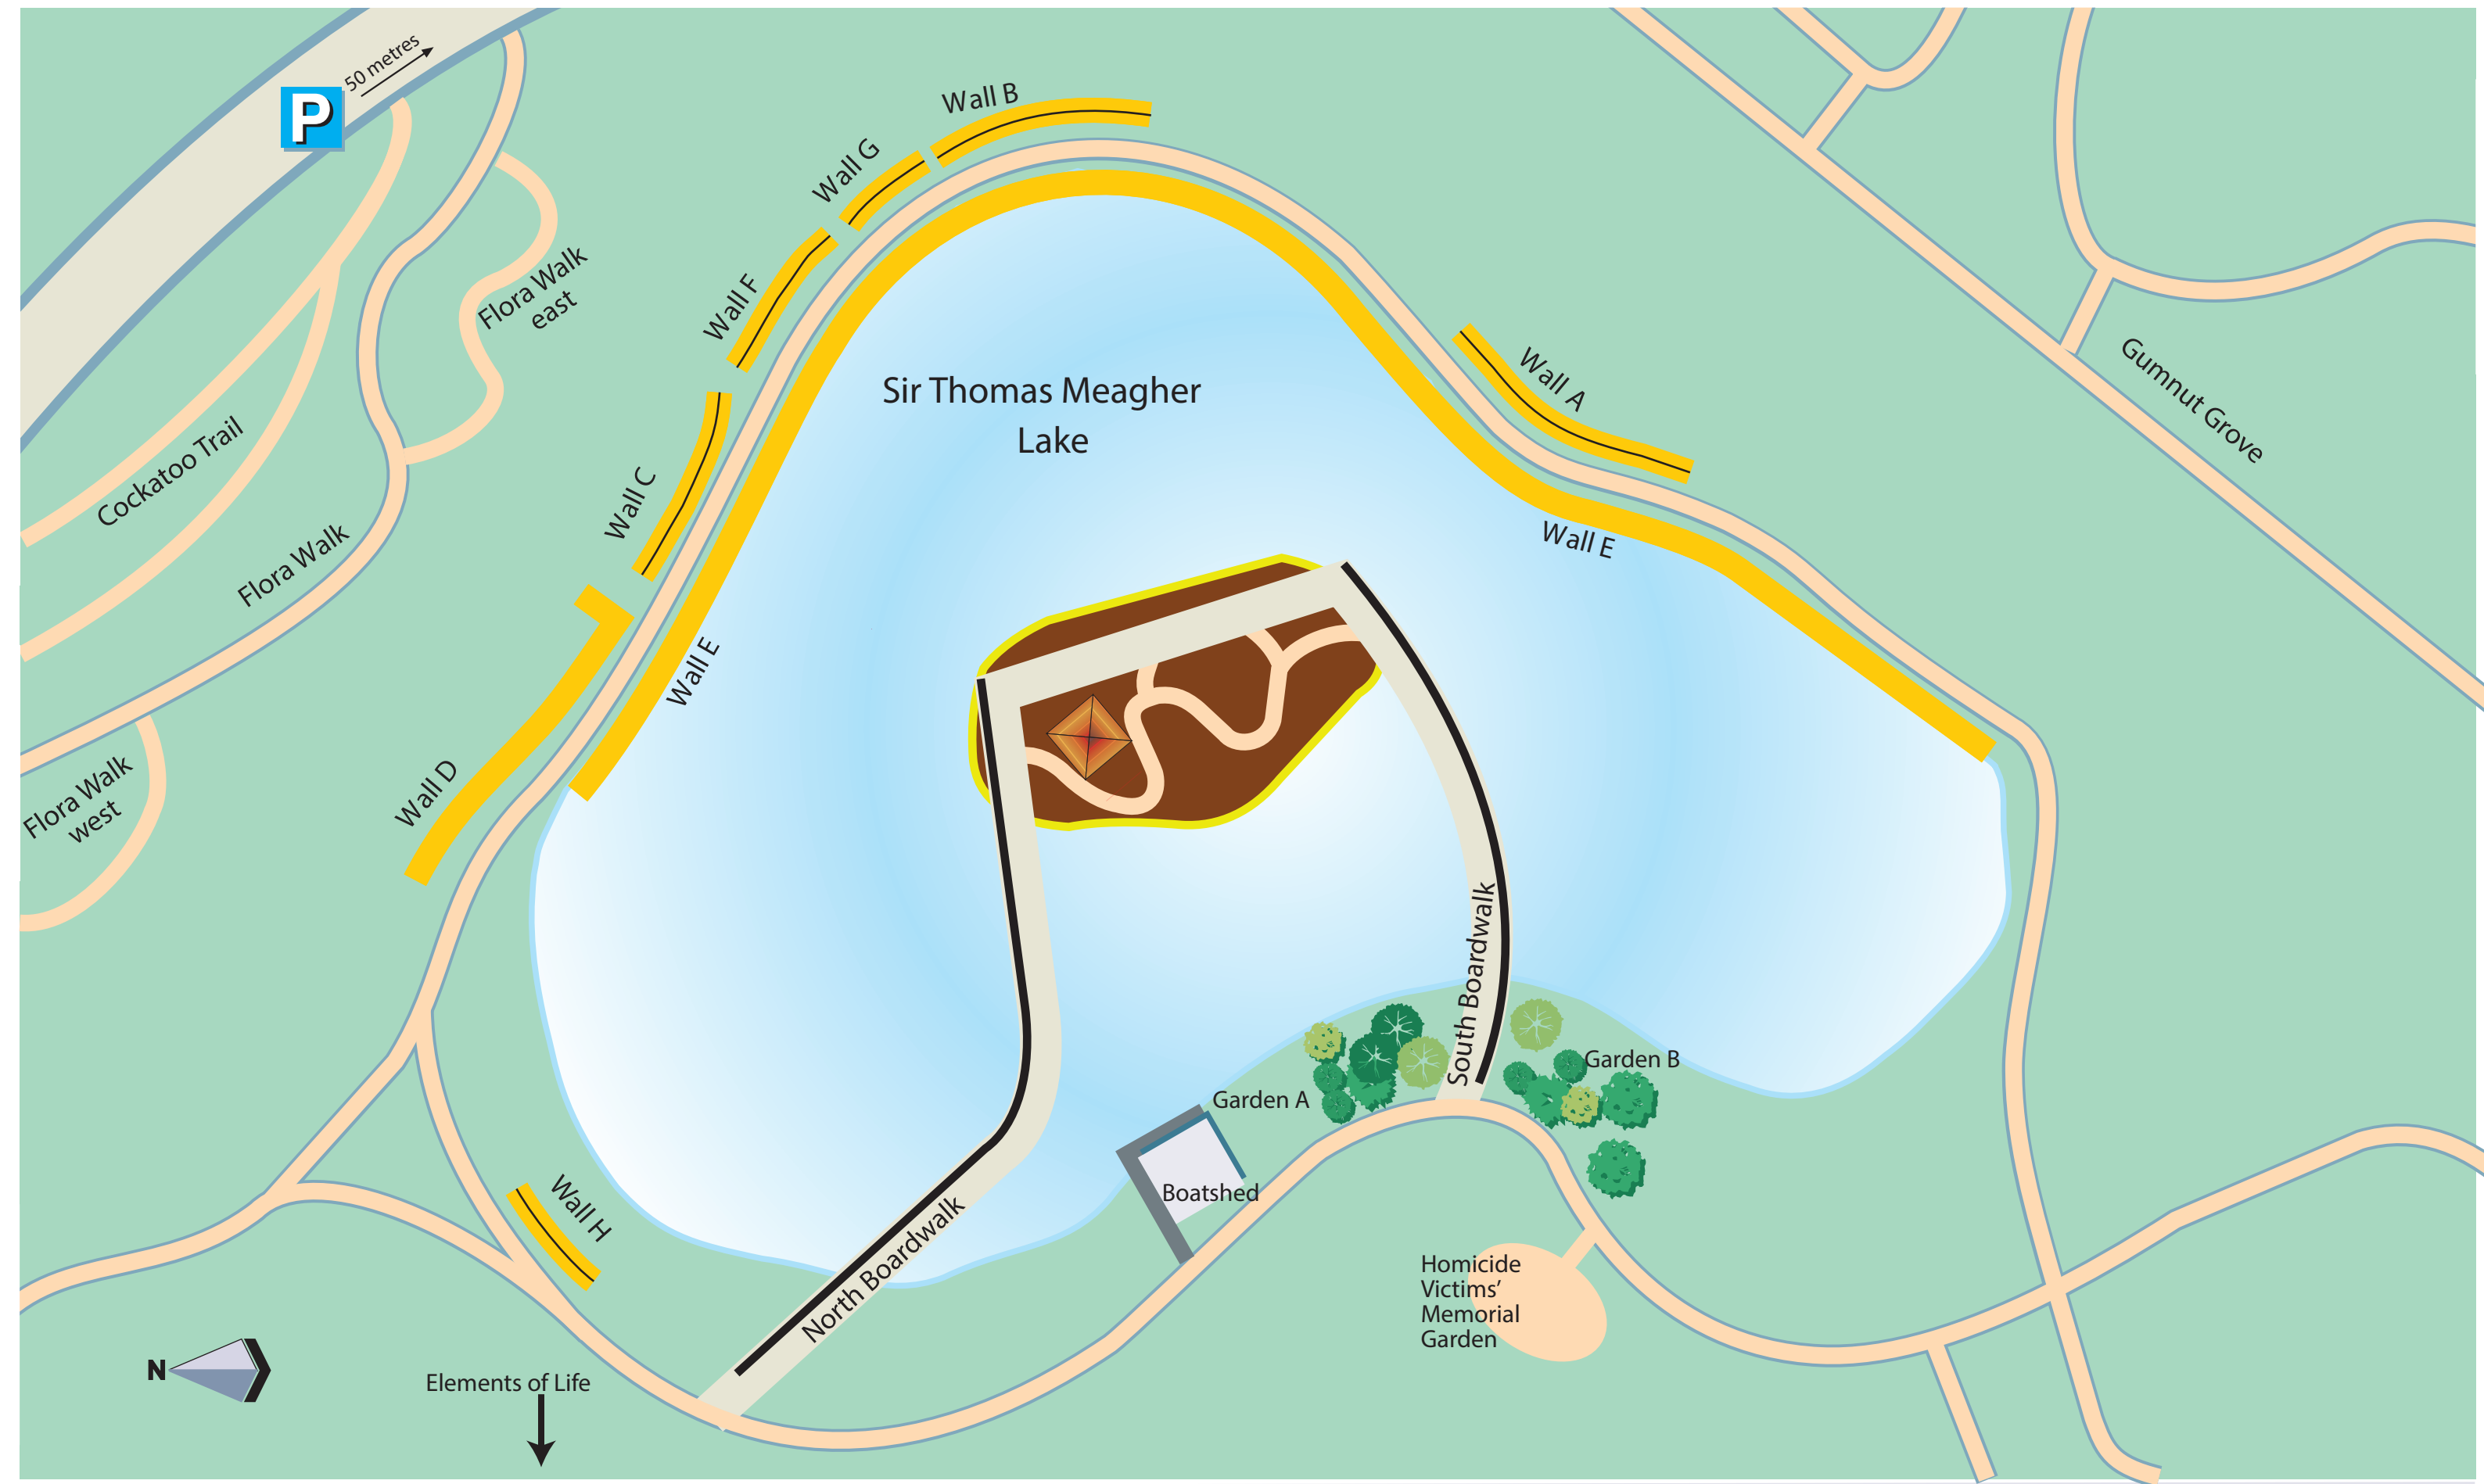 50 metres
P
Wall B
Wall G
Wall F
Flora Walk
east
Wall A
Gumnut Grove
Sir Thomas Meagher
Lake
Cockatoo Trail
Wall C
Flora Walk
Wall E
Wall E
Wall D
Flora Walk
west
South Boardwalk
Garden B
Garden A
Boatshed
Wall H
North Boardwalk
Homicide
Victims’
Memorial
Garden
N
Elements of Life